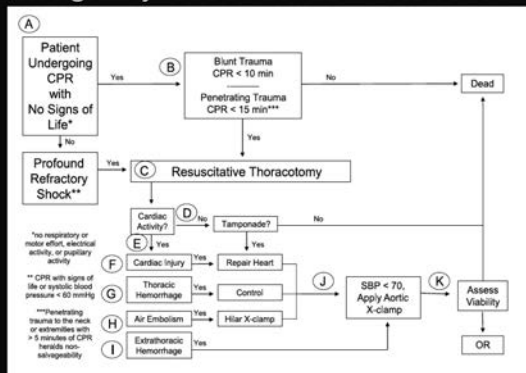 A
Patient
Undergoing
CPR
with
No Signs of
Life*
Yes
B
Blunt Trauma
CPR < 10 min
Penetrating Trauma
CPR < 15 min***
No
Dead
No
Yes
Profound
Refractory
Shock**
Yes
C
Resuscitative Thoracotomy
Cardiac
Activity?
D
No
Tamponade?
No
E
Yes
Yes
F
Cardiac Injury
Yes
Repair Heart
G
Thoracic
Hemorrhage
Yes
Control
H
Air Embolism
Yes
Hilar X-clamp
I
Extrathoracic
Hemorrhage
Yes
J
SBP < 70,
Apply Aortic
X-clamp
K
Assess
Viability
OR
*no respiratory or
motor effort, electrical
activity, or pupillary
activity
** CPR with signs of
life or systolic blood
pressure < 60 mmHg
***Penetrating
trauma to the neck
or extremities with
> 5 minutes of CPR
heralds non-
salvageability